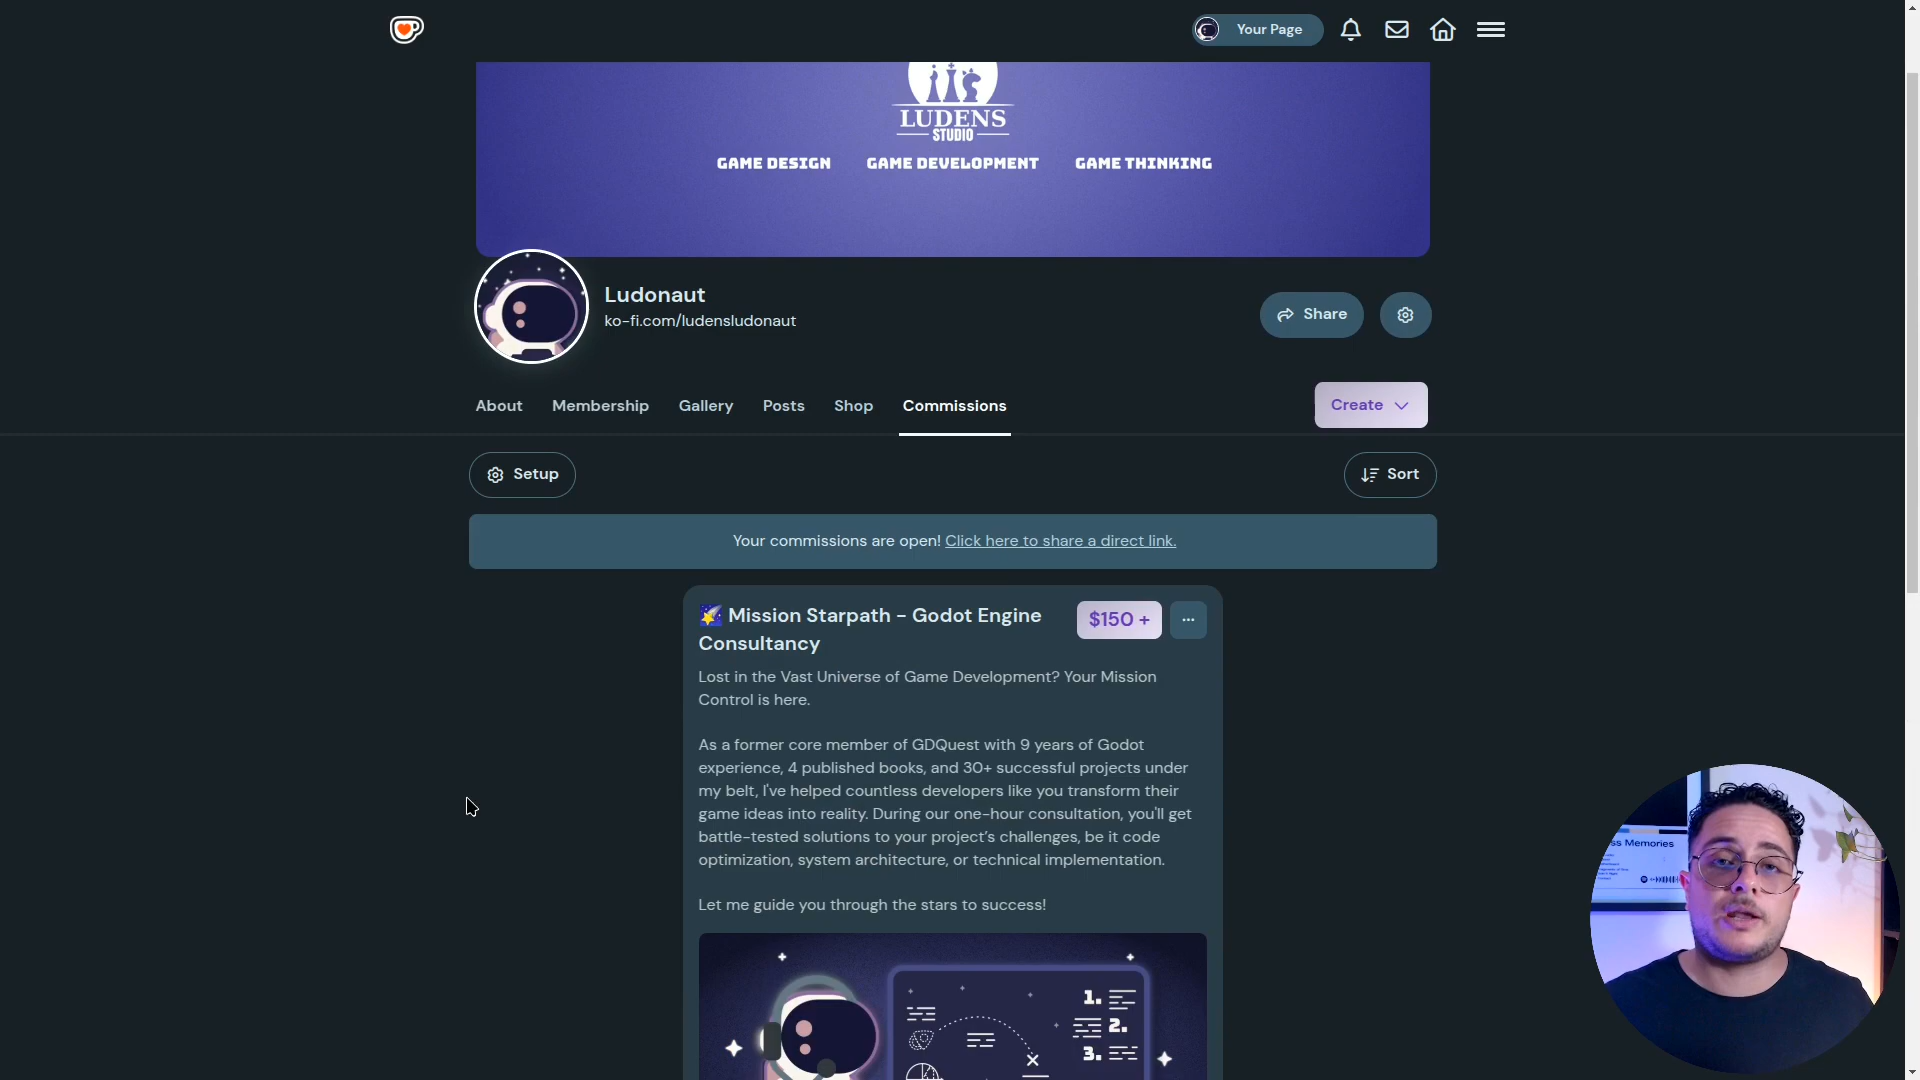 Your Page
LUDENS
STUDIO
GAME DESIGN GAME DEVELOPMENT GAME THINKING
Ludonaut
ko-fi.com/ludensludonaut
Share
About Membership Gallery Posts Shop Commissions
Create
Setup
Sort
Your commissions are open! Click here to share a direct link.
Mission Starpath - Godot Engine
Consultancy
$150 +
Lost in the Vast Universe of Game Development? Your Mission
Control is here.
As a former core member of GDQuest with 9 years of Godot
experience, 4 published books, and 30+ successful projects under
my belt, I've helped countless developers like you transform their
game ideas into reality. During our one-hour consultation, you'll get
battle-tested solutions to your project's challenges, be it code
optimization, system architecture, or technical implementation.
Let me guide you through the stars to success!
1.
2.
3.
ss Memories